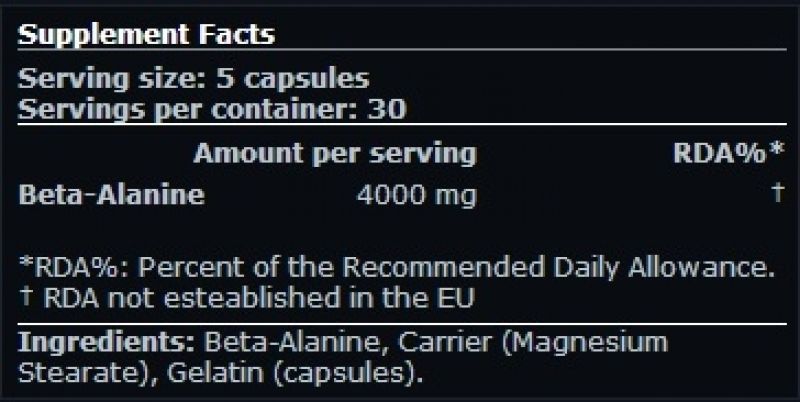 Supplement Facts
Serving size: 5 capsules
Servings per container: 30
Amount per serving RDA%*
Beta-Alanine 4000 mg †
*RDA%: Percent of the Recommended Daily Allowance.
† RDA not esteablished in the EU
Ingredients: Beta-Alanine, Carrier (Magnesium
Stearate), Gelatin (capsules).